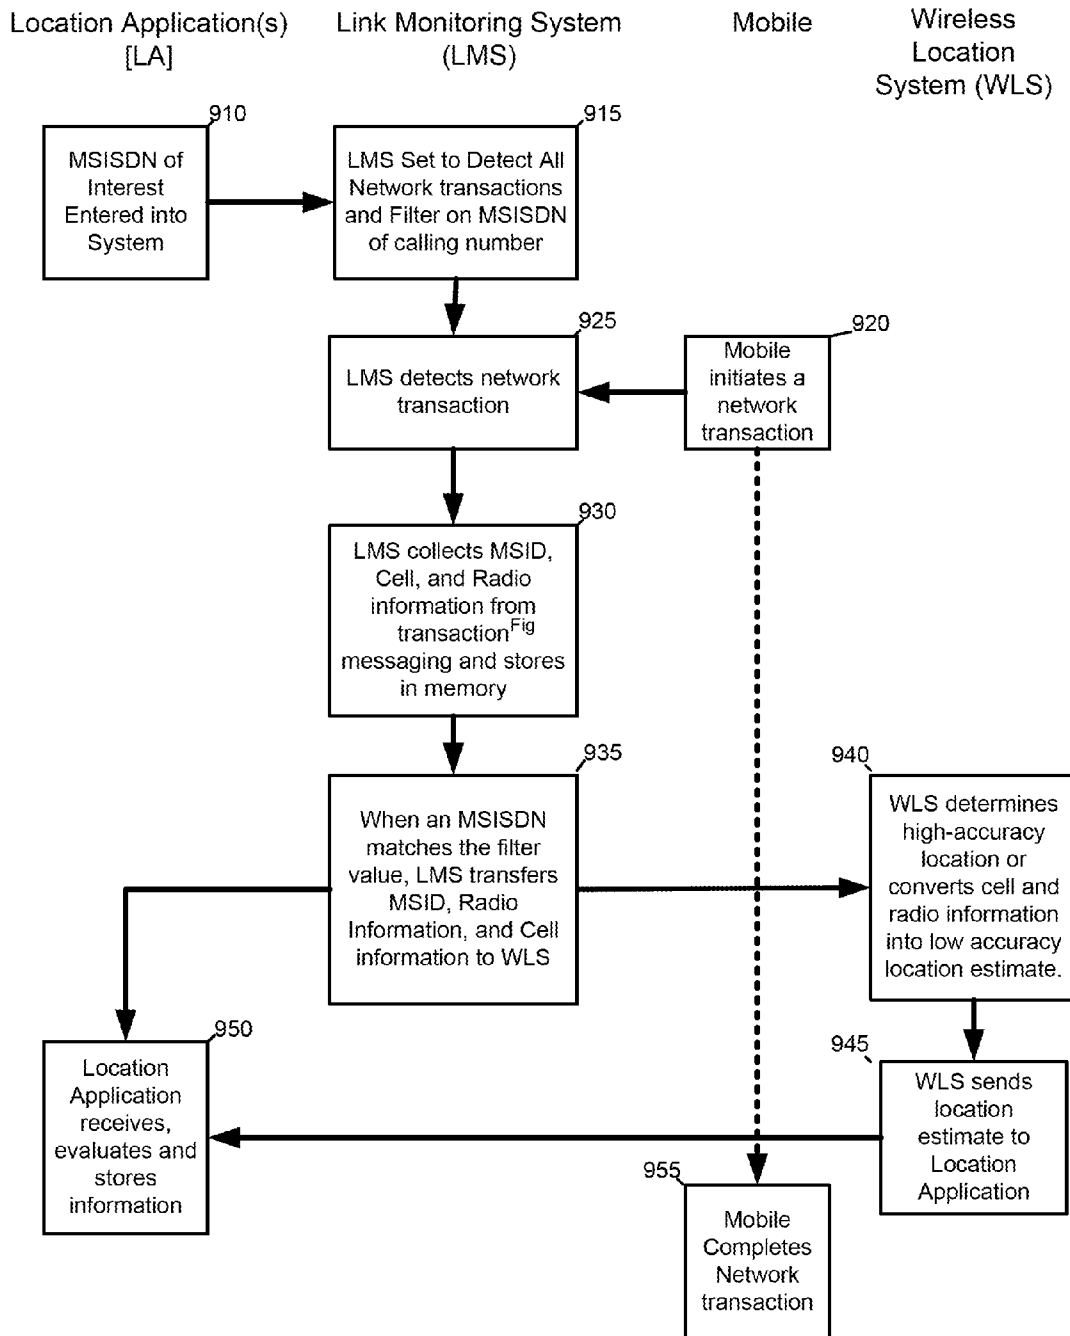 Location Application(s)
[LA]
Link Monitoring System
(LMS)
Mobile
Wireless
Location
System (WLS)
910
MSISDN of
Interest
Entered into
System
915
LMS Set to Detect All
Network transactions
and Filter on MSISDN
of calling number
925
LMS detects network
transaction
920
Mobile
initiates a
network
transaction
930
LMS collects MSID,
Cell, and Radio
information from
transactionFig
messaging and stores
in memory
935
When an MSISDN
matches the filter
value, LMS transfers
MSID, Radio
Information, and Cell
information to WLS
940
WLS determines
high-accuracy
location or
converts cell and
radio information
into low accuracy
location estimate.
950
Location
Application
receives,
evaluates and
stores
information
945
WLS sends
location
estimate to
Location
Application
955
Mobile
Completes
Network
transaction